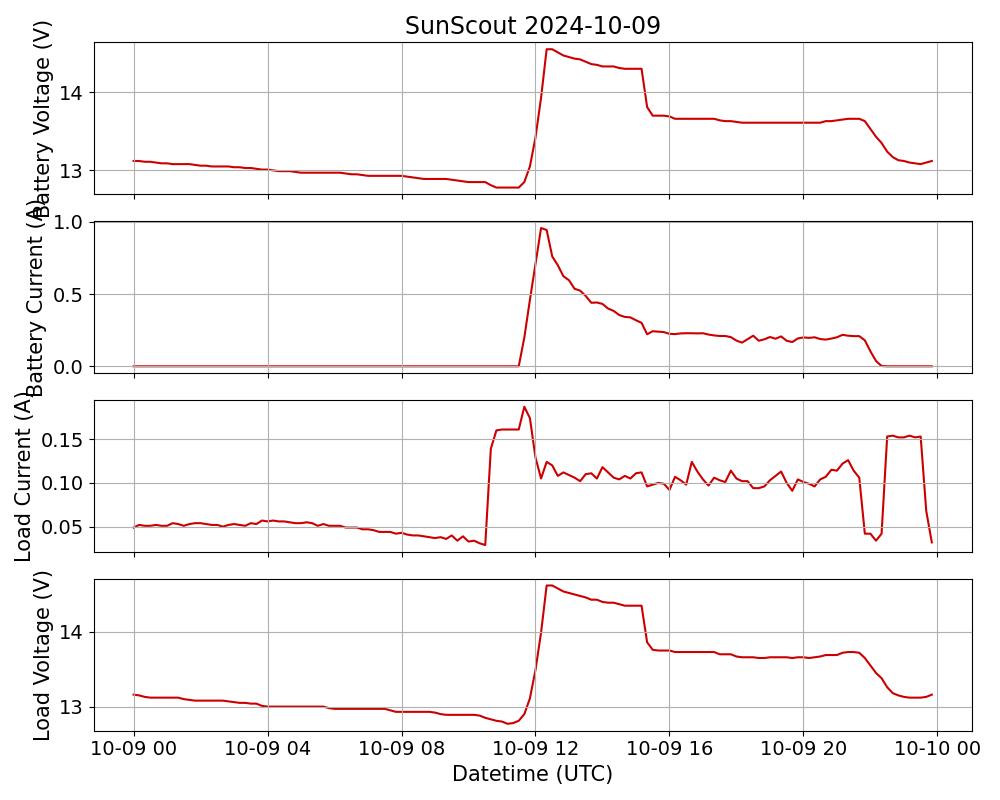 SunScout 2024-10-09
Battery Voltage (V)
14
13
Battery Current (A)
1.0
0.5
0.0
Load Current (A)
0.15
0.10
0.05
Load Voltage (V)
14
13
10-09 00 10-09 04 10-09 08 10-09 12 10-09 16 10-09 20 10-10 00
Datetime (UTC)